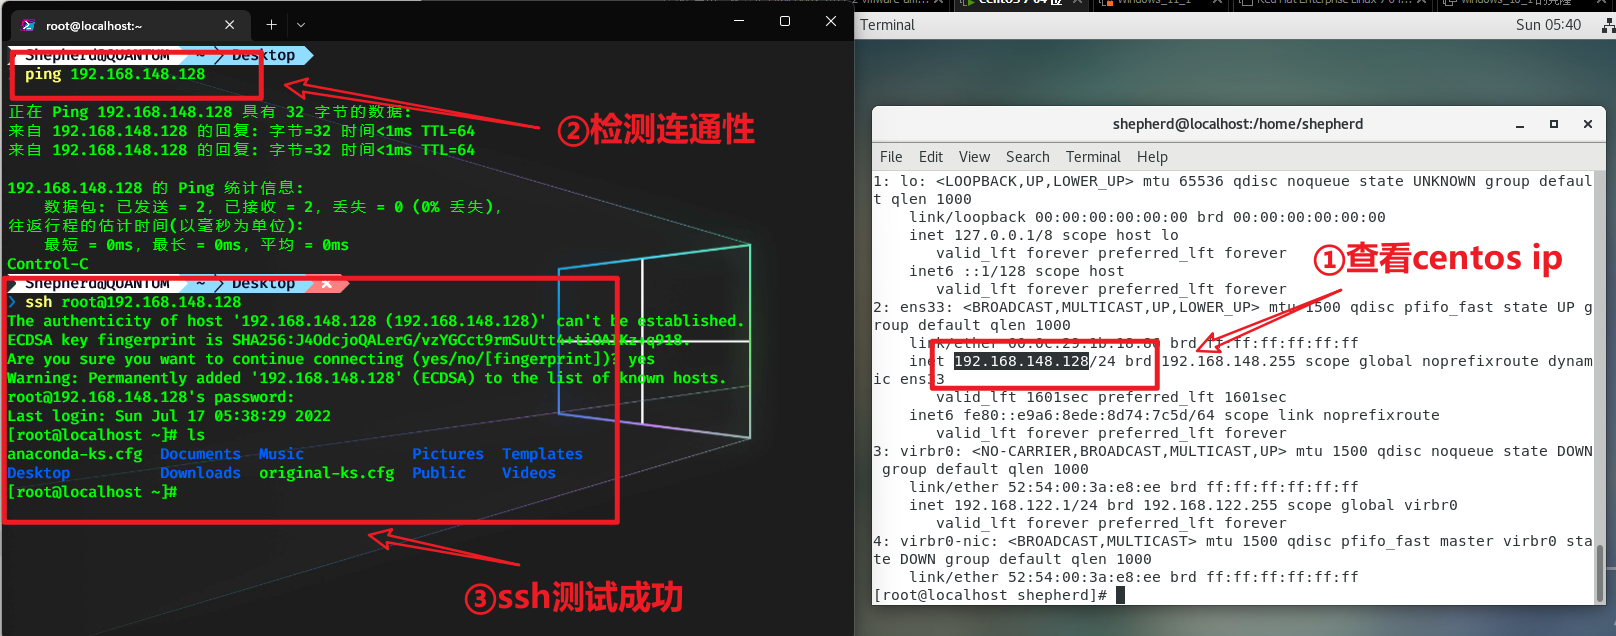 root@localhost:~
Shepherd@QUANTUM ~ Desktop
ping 192.168.148.128
②检测连通性
正在 Ping 192.168.148.128 具有 32 字节的数据:
来自 192.168.148.128 的回复: 字节=32 时间<1ms TTL=64
来自 192.168.148.128 的回复: 字节=32 时间<1ms TTL=64
192.168.148.128 的 Ping 统计信息:
数据包: 已发送 = 2, 已接收 = 2, 丢失 = 0 (0% 丢失),
往返行程的估计时间(以毫秒为单位):
最短 = 0ms, 最长 = 0ms, 平均 = 0ms
Control-C
Shepherd@QUANTUM ~ Desktop
❯ ssh root@192.168.148.128
The authenticity of host '192.168.148.128 (192.168.148.128)' can't be established.
ECDSA key fingerprint is
Are you sure you want to continue connecting (yes/no/[fingerprint])? yes
Warning: Permanently added '192.168.148.128' (ECDSA) to the list of known hosts.
root@192.168.148.128's password:
Last login: Sun Jul 17 05:38:29 2022
[root@localhost ~]# ls
anaconda-ks.cfg Documents Music Pictures Templates
Desktop Downloads original-ks.cfg Public Videos
[root@localhost ~]#
③ssh测试成功
Terminal
Sun 05:40
shepherd@localhost:/home/shepherd
File Edit View Search Terminal Help
1: lo: <LOOPBACK,UP,LOWER_UP> mtu 65536 qdisc noqueue state UNKNOWN group defaul
t qlen 1000
link/loopback 00:00:00:00:00:00 brd 00:00:00:00:00:00
inet 127.0.0.1/8 scope host lo
valid_lft forever preferred_lft forever
inet6 ::1/128 scope host
valid_lft forever preferred_lft forever
①查看centos ip
2: ens33: <BROADCAST,MULTICAST,UP,LOWER_UP> mtu 1500 qdisc pfifo_fast state UP g
roup default qlen 1000
link/ether brd ff:ff:ff:ff:ff:ff
inet 192.168.148.128/24 brd 192.168.148.255 scope global noprefixroute dynam
ic ens33
valid_lft 1601sec preferred_lft 1601sec
inet6 fe80::e9a6:8ede:8d74:7c5d/64 scope link noprefixroute
valid_lft forever preferred_lft forever
3: virbr0: <NO-CARRIER,BROADCAST,MULTICAST,UP> mtu 1500 qdisc noqueue state DOWN
group default qlen 1000
link/ether 52:54:00:3a:e8:ee brd ff:ff:ff:ff:ff:ff
inet 192.168.122.1/24 brd 192.168.122.255 scope global virbr0
valid_lft forever preferred_lft forever
4: virbr0-nic: <BROADCAST,MULTICAST> mtu 1500 qdisc pfifo_fast master virbr0 sta
te DOWN group default qlen 1000
link/ether 52:54:00:3a:e8:ee brd ff:ff:ff:ff:ff:ff
[root@localhost shepherd]#